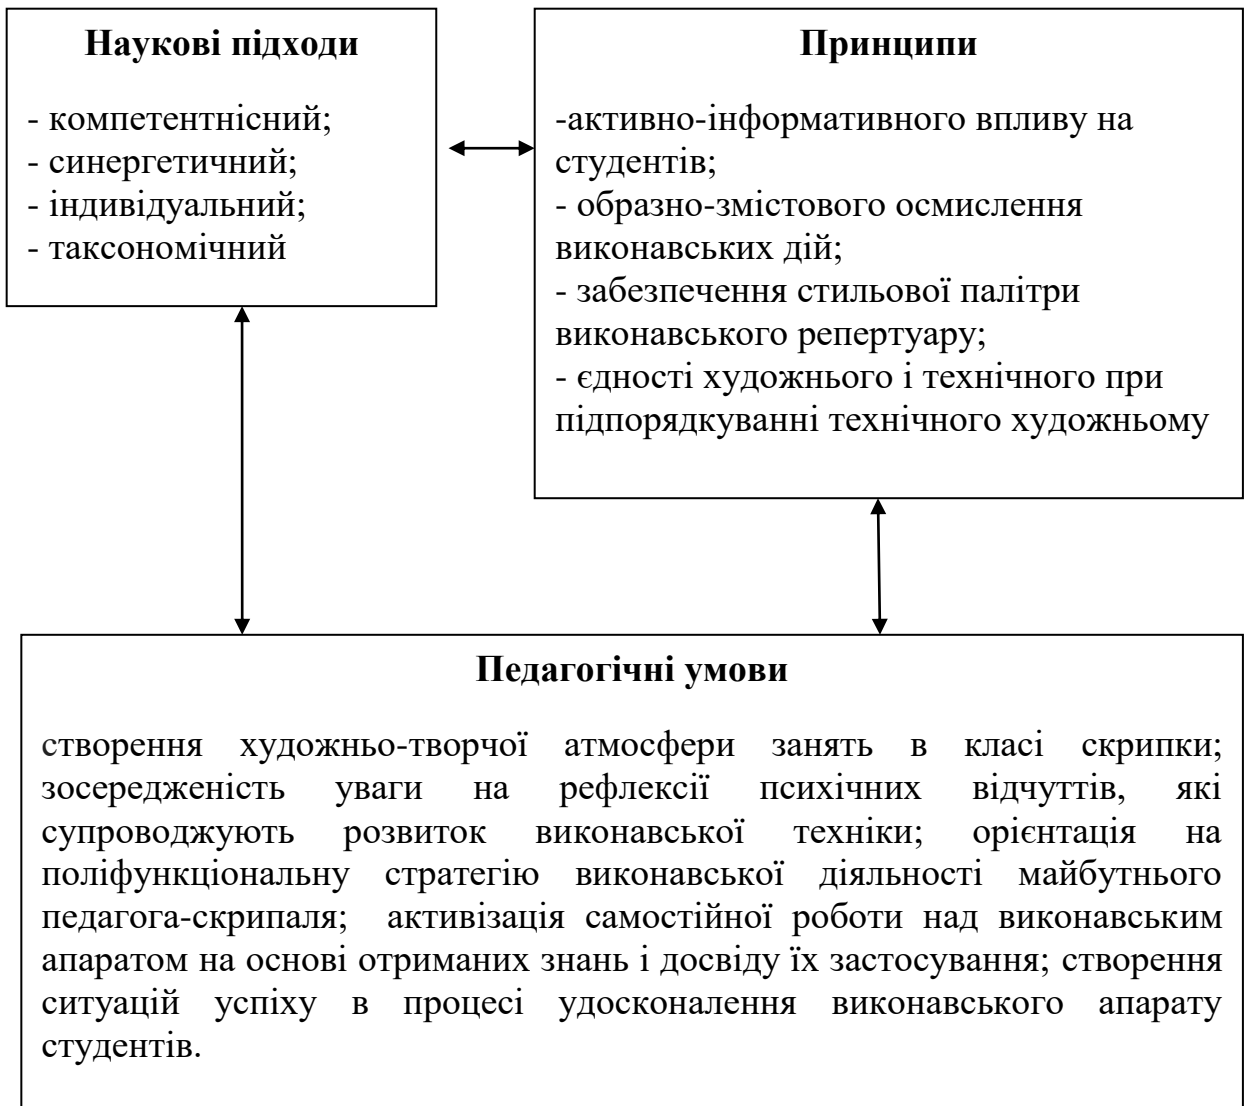 Наукові підходи
- компетентнісний;
- синергетичний;
- індивідуальний;
- таксономічний
Принципи
-активно-інформативного впливу на
студентів;
- образно-змістового осмислення
виконавських дій;
- забезпечення стильової палітри
виконавського репертуару;
- єдності художнього і технічного при
підпорядкуванні технічного художньому
Педагогічні умови
створення художньо-творчої атмосфери занять в класі скрипки;
зосередженість уваги на рефлексії психічних відчуттів, які
супроводжують розвиток виконавської техніки; орієнтація на
поліфункціональну стратегію виконавської діяльності майбутнього
педагога-скрипаля; активізація самостійної роботи над виконавським
апаратом на основі отриманих знань і досвіду їх застосування; створення
ситуацій успіху в процесі удосконалення виконавського апарату
студентів.